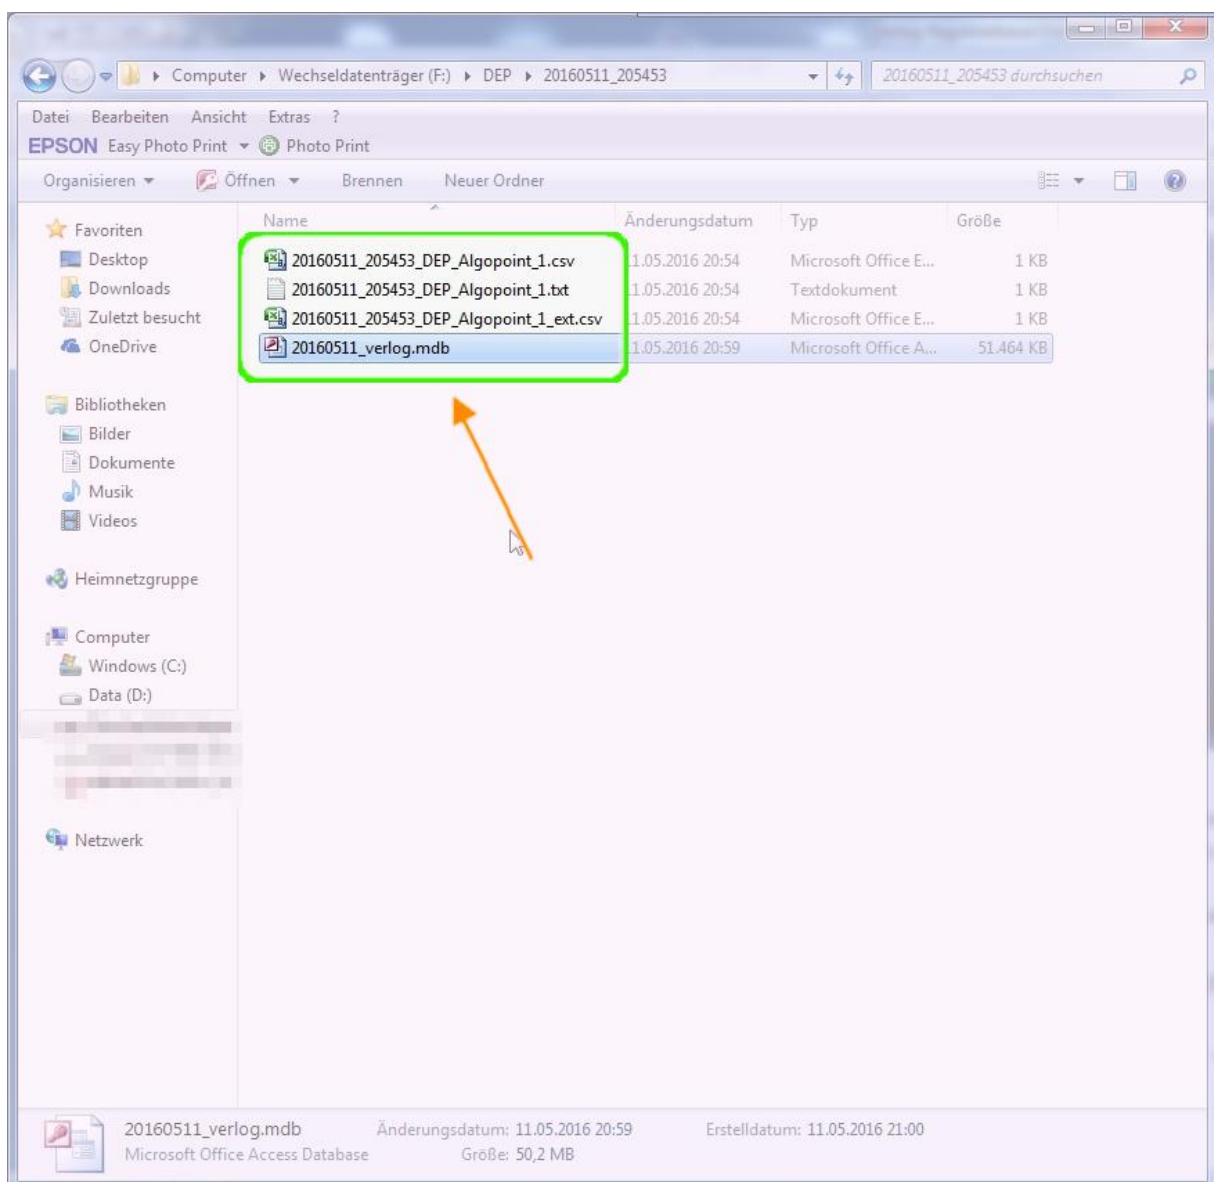 Computer ▸ Wechseldatenträger (F:) ▸ DEP ▸ 20160511_205453
20160511_205453 durchsuchen
Datei Bearbeiten Ansicht Extras ?
EPSON Easy Photo Print Photo Print
Organisieren Öffnen Brennen Neuer Ordner
Name Änderungsdatum Typ Größe
20160511_205453_DEP_Algopoint_1.csv 11.05.2016 20:54 Microsoft Office E... 1 KB
20160511_205453_DEP_Algopoint_1.txt 11.05.2016 20:54 Textdokument 1 KB
20160511_205453_DEP_Algopoint_1_ext.csv 11.05.2016 20:54 Microsoft Office E... 1 KB
20160511_verlog.mdb 11.05.2016 20:59 Microsoft Office A... 51.464 KB
Favoriten
Desktop
Downloads
Zuletzt besucht
OneDrive
Bibliotheken
Bilder
Dokumente
Musik
Videos
Heimnetzgruppe
Computer
Windows (C:)
Data (D:)
Netzwerk
20160511_verlog.mdb Änderungsdatum: 11.05.2016 20:59 Erstelldatum: 11.05.2016 21:00
Microsoft Office Access Database Größe: 50,2 MB